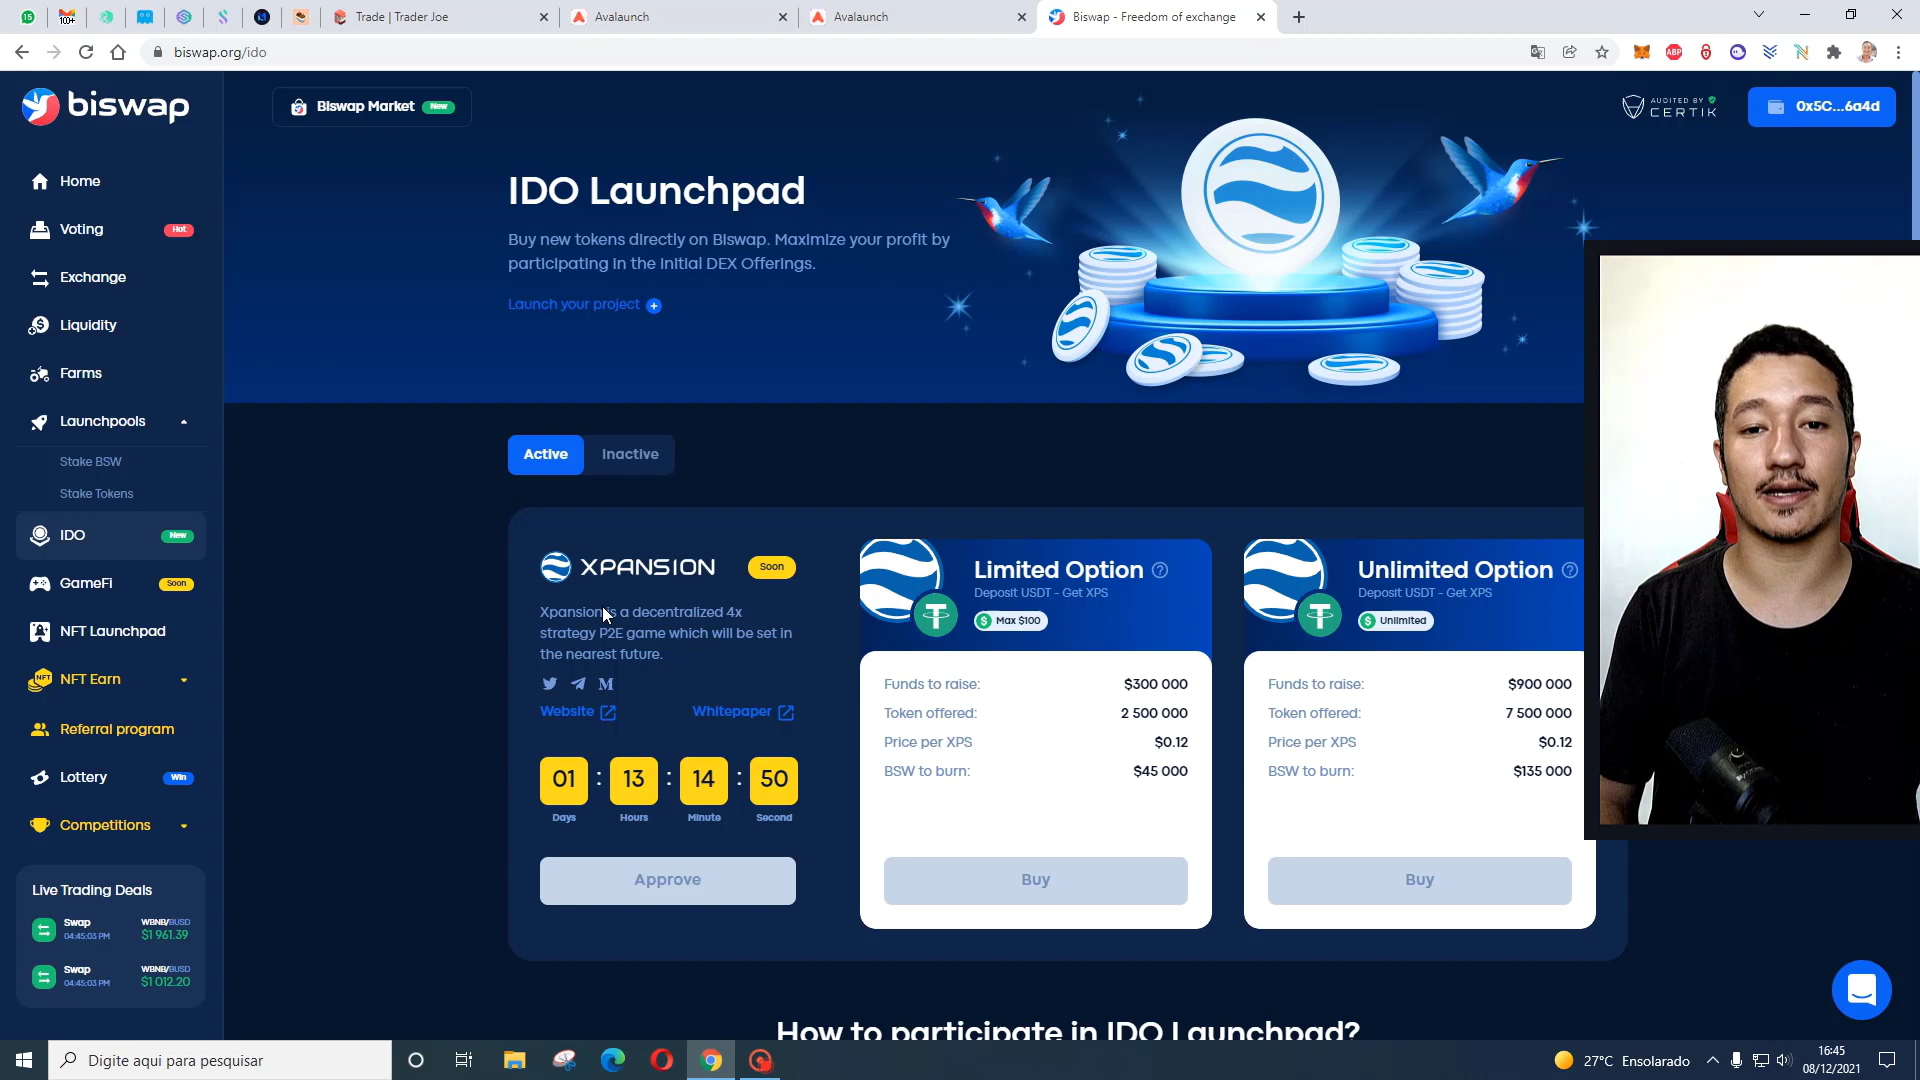 15
100+
Trade | Trader Joe
Avalaunch
Avalaunch
Biswap - Freedom of exchange
biswap.org/ido
ABP
biswap
Biswap Market New
AUDITED BY
CERTIK
0x5C...6a4d
Home
Voting Hot
Exchange
Liquidity
Farms
Launchpools
Stake BSW
Stake Tokens
IDO New
GameFi Soon
NFT Launchpad
NFT Earn
Referral program
Lottery Win
Competitions
Live Trading Deals
Swap WBNB/BUSD
04:45:03 PM $1 961.39
Swap WBNB/BUSD
04:45:03 PM $1 012.20
IDO Launchpad
Buy new tokens directly on Biswap. Maximize your profit by
participating in the Initial DEX Offerings.
Launch your project
Active Inactive
XPANSION Soon
Xpansion is a decentralized 4x
strategy P2E game which will be set in
the nearest future.
Website Whitepaper
01 : 13 : 14 : 50
Days Hours Minute Second
Approve
Limited Option
Deposit USDT - Get XPS
Max $100
Funds to raise: $300 000
Token offered: 2 500 000
Price per XPS $0.12
BSW to burn: $45 000
Buy
Unlimited Option
Deposit USDT - Get XPS
Unlimited
Funds to raise: $900 000
Token offered: 7 500 000
Price per XPS $0.12
BSW to burn: $135 000
Buy
How to participate in IDO Launchpad?
Digite aqui para pesquisar
27°C Ensolarado
16:45
08/12/2021